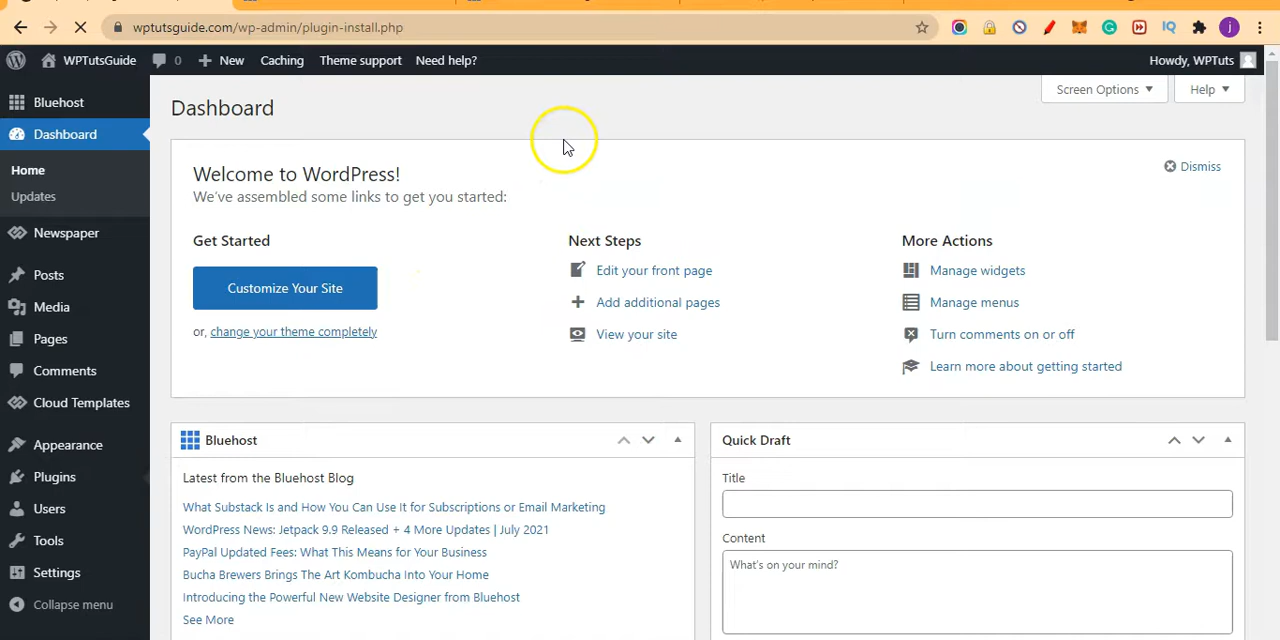 wptutsguide.com/wp-admin/plugin-install.php
WPTutsGuide 0 New Caching Theme support Need help? Howdy, WPTuts
Bluehost
Dashboard
Home
Updates
Newspaper
Posts
Media
Pages
Comments
Cloud Templates
Appearance
Plugins
Users
Tools
Settings
Collapse menu
Screen Options ▼ Help ▼
Dashboard
Welcome to WordPress!
We've assembled some links to get you started:
Dismiss
Get Started
Customize Your Site
or, change your theme completely
Next Steps
Edit your front page
Add additional pages
View your site
More Actions
Manage widgets
Manage menus
Turn comments on or off
Learn more about getting started
Bluehost
Latest from the Bluehost Blog
What Substack Is and How You Can Use It for Subscriptions or Email Marketing
WordPress News: Jetpack 9.9 Released + 4 More Updates | July 2021
PayPal Updated Fees: What This Means for Your Business
Bucha Brewers Brings The Art Kombucha Into Your Home
Introducing the Powerful New Website Designer from Bluehost
See More
Quick Draft
Title
Content
What's on your mind?
IQ
j